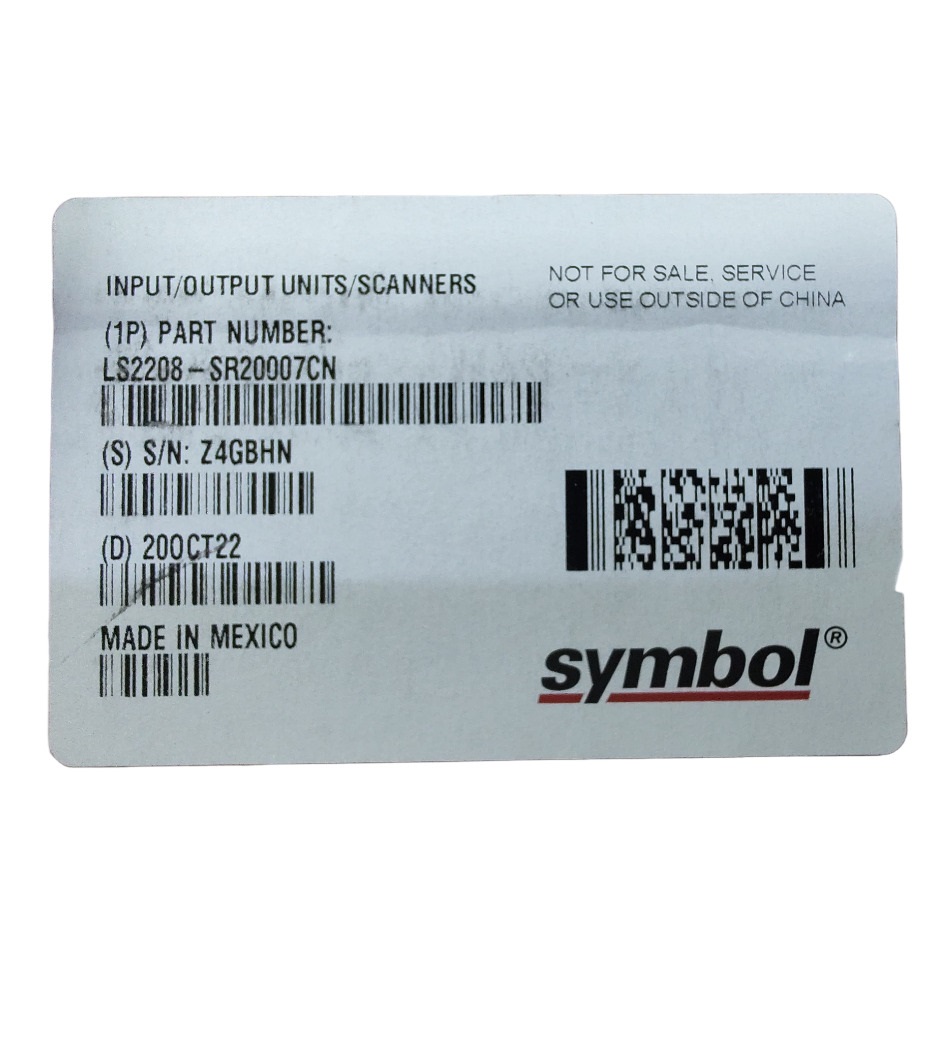 INPUT/OUTPUT UNITS/SCANNERS
NOT FOR SALE, SERVICE
OR USE OUTSIDE OF CHINA
(1P) PART NUMBER:
LS2208-SR20007CN
(S) S/N: Z4GBHN
(D) 20OCT22
MADE IN MEXICO
symbol®